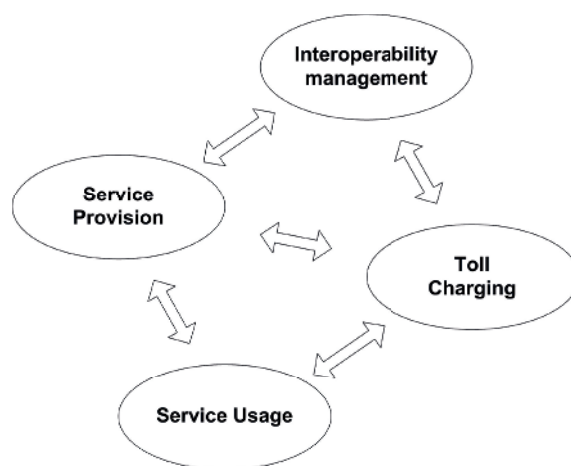 Interoperability
management
Service
Provision
Toll
Charging
Service Usage